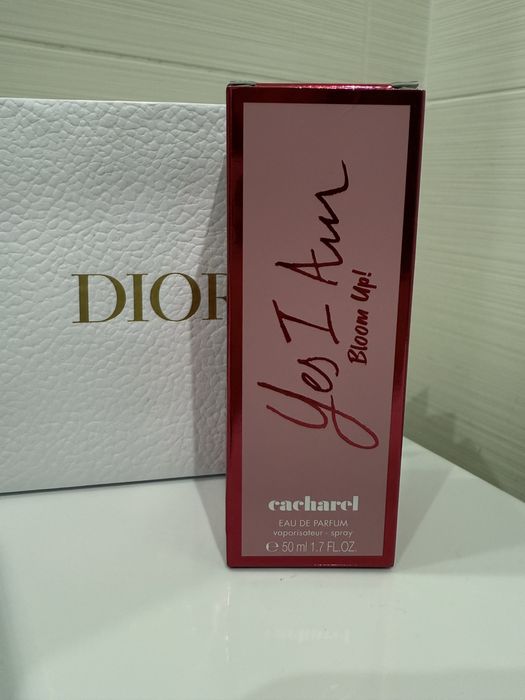 DIOR
Yes I Am
Bloom Up!
cacharel
EAU DE PARFUM
vaporisateur - spray
℮ 50 ml 1.7 FL.OZ.